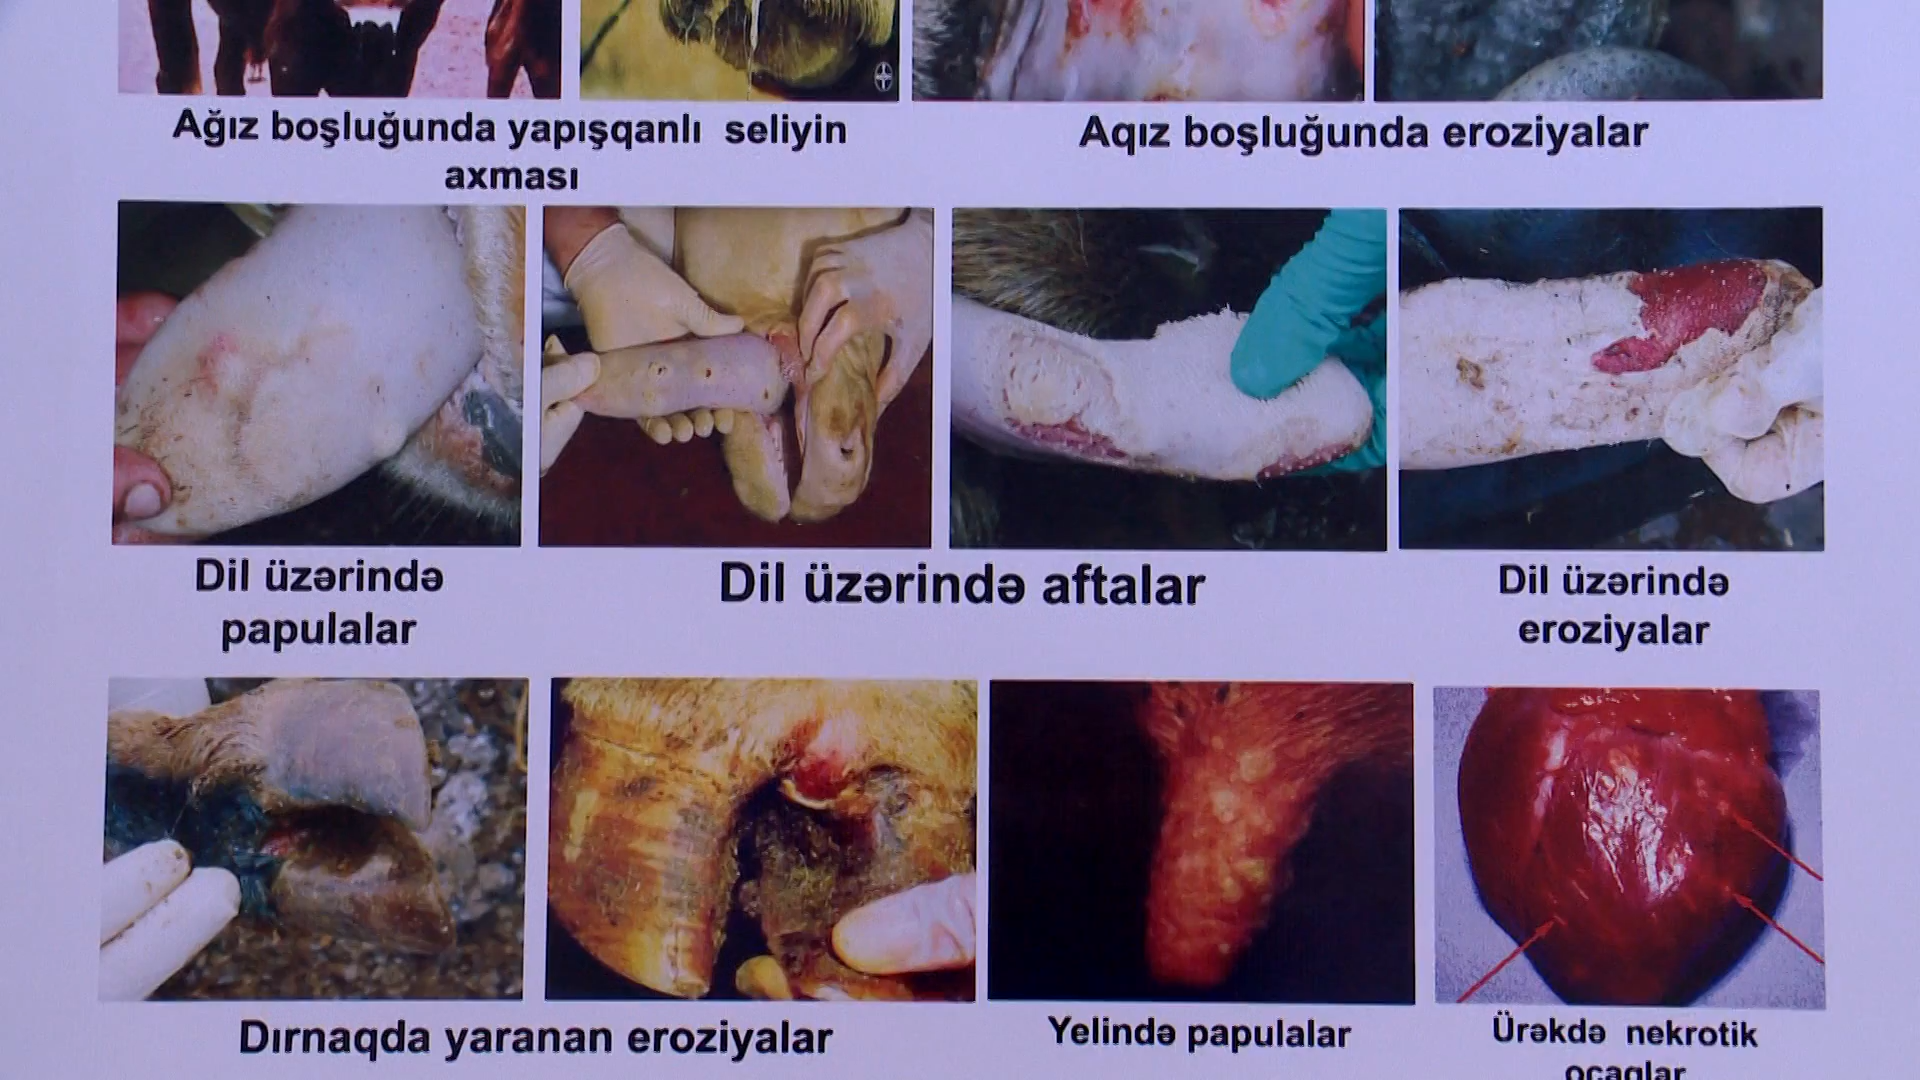 Ağız boşluğunda yapışqanlı seliyin
axması
Aqız boşluğunda eroziyalar
Dil üzərində
papulalar
Dil üzərində aftalar
Dil üzərində
eroziyalar
Dırnaqda yaranan eroziyalar
Yelində papulalar
Ürəkdə nekrotik
ocaqlar